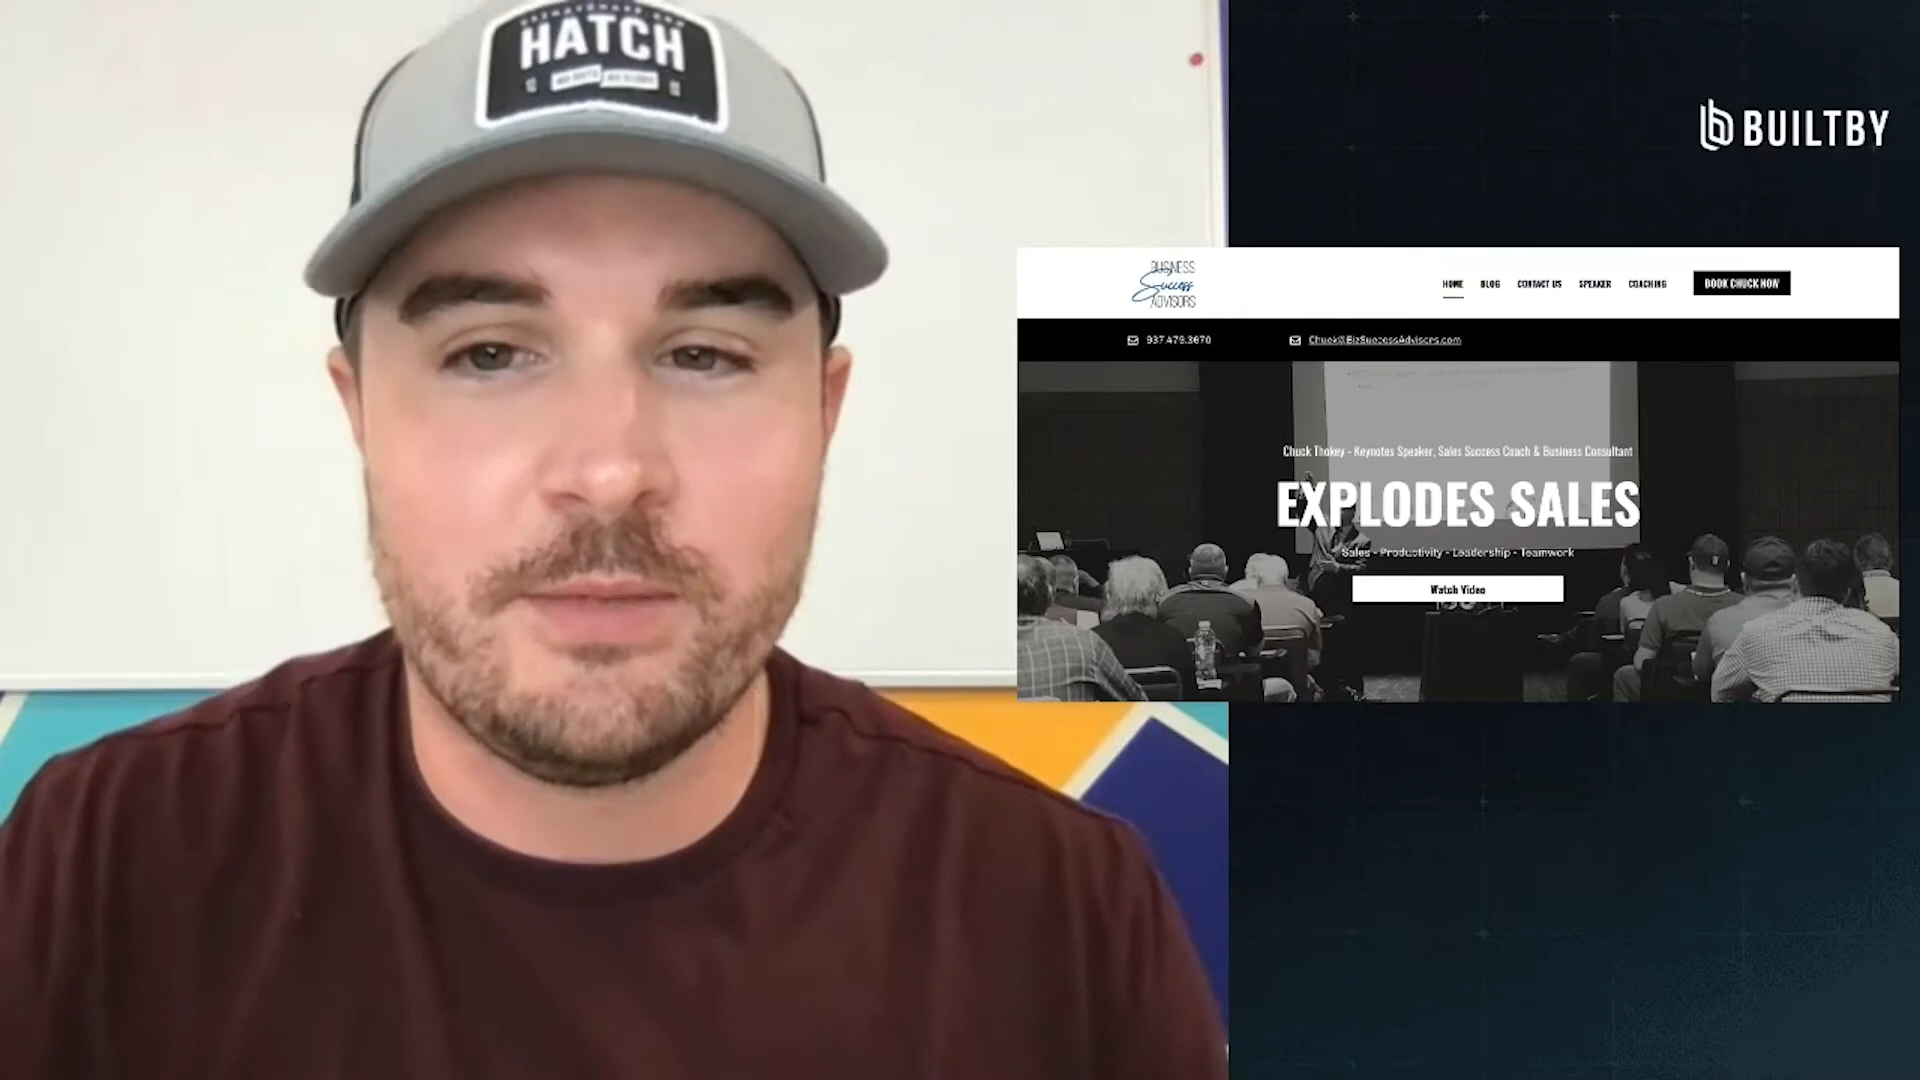 HATCH
BUILTBY
BUSINESS
Success
ADVISORS
HOME BLOG CONTACT US SPEAKER COACHING BOOK CHUCK NOW
937.479.3670 Chuck@BizSuccessAdvisors.com
Chuck Thokey - Keynotes Speaker, Sales Success Coach & Business Consultant
EXPLODES SALES
Sales - Productivity - Leadership - Teamwork
Watch Video